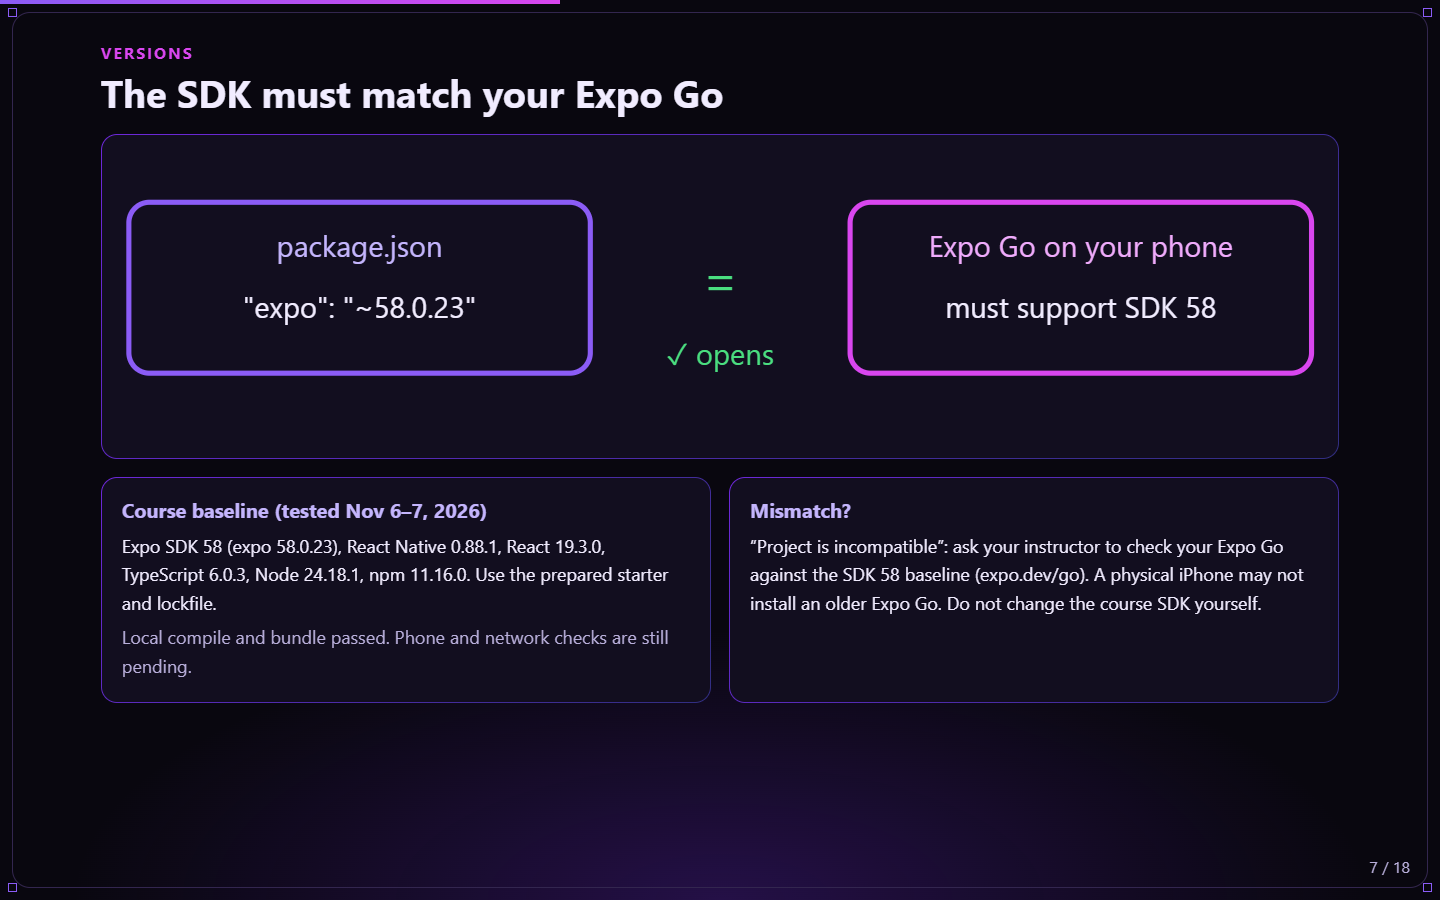 VERSIONS
The SDK must match your Expo Go
package.json
"expo": "~58.0.23"
=
✓ opens
Expo Go on your phone
must support SDK 58
Course baseline (tested Nov 6–7, 2026)
Expo SDK 58 (expo 58.0.23), React Native 0.88.1, React 19.3.0,
TypeScript 6.0.3, Node 24.18.1, npm 11.16.0. Use the prepared starter
and lockfile.
Local compile and bundle passed. Phone and network checks are still
pending.
Mismatch?
“Project is incompatible”: ask your instructor to check your Expo Go
against the SDK 58 baseline (expo.dev/go). A physical iPhone may not
install an older Expo Go. Do not change the course SDK yourself.
7 / 18